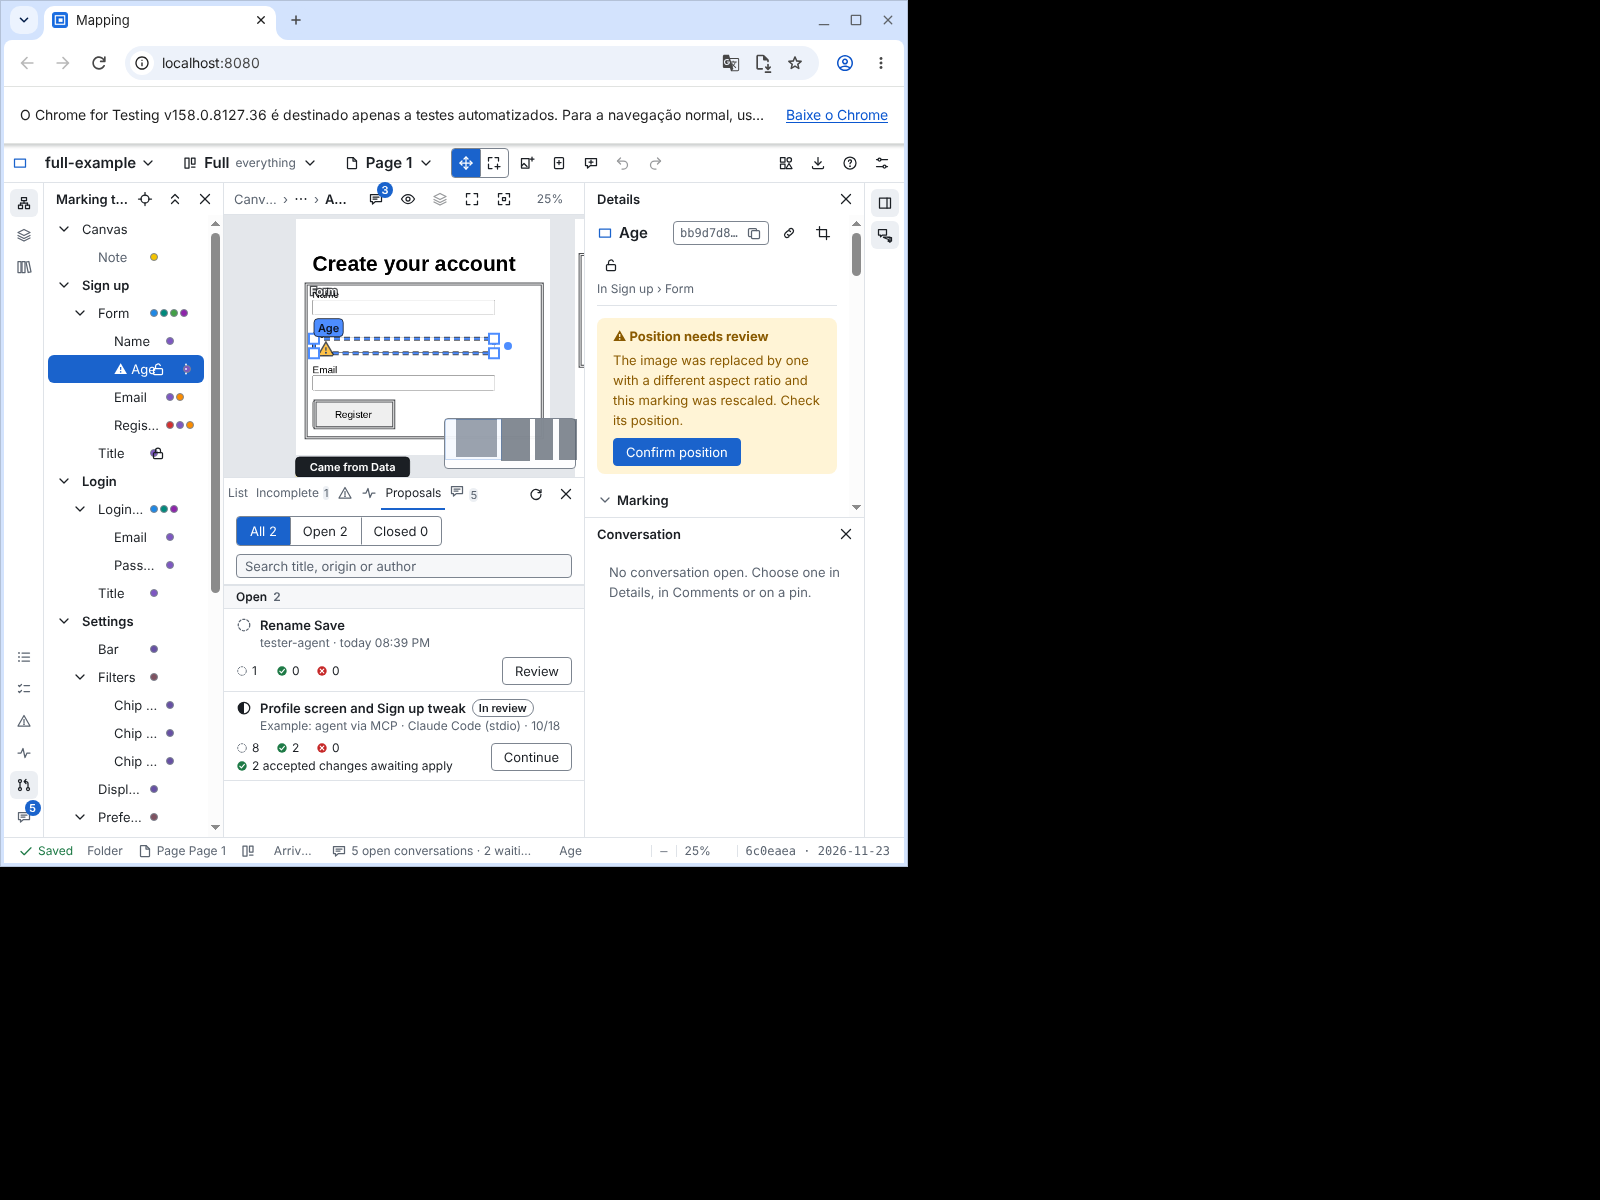 Mapping
localhost:8080
O Chrome for Testing v158.0.8127.36 é destinado apenas a testes automatizados. Para a navegação normal, us...
Baixe o Chrome
full-example
Full everything
Page 1
Marking t...
Canv... › ··· › A...
3
25%
Details
Canvas
Note
Sign up
Form
Name
Age
Email
Regis...
Title
Login
Login...
Email
Pass...
Title
Settings
Bar
Filters
Chip ...
Chip ...
Chip ...
Displ...
Prefe...
5
Create your account
Form
Name
Age
Email
Register
Came from Data
List
Incomplete 1
Proposals
5
All 2
Open 2
Closed 0
Search title, origin or author
Open 2
Rename Save
tester-agent · today 08:39 PM
1 0 0
Review
Profile screen and Sign up tweak In review
Example: agent via MCP · Claude Code (stdio) · 10/18
8 2 0
2 accepted changes awaiting apply
Continue
Age
bb9d7d8…
In Sign up › Form
Position needs review
The image was replaced by one
with a different aspect ratio and
this marking was rescaled. Check
its position.
Confirm position
Marking
Conversation
No conversation open. Choose one in
Details, in Comments or on a pin.
Saved
Folder
Page Page 1
Arriv...
5 open conversations · 2 waiti...
Age
—
25%
6c0eaea · 2026-11-23